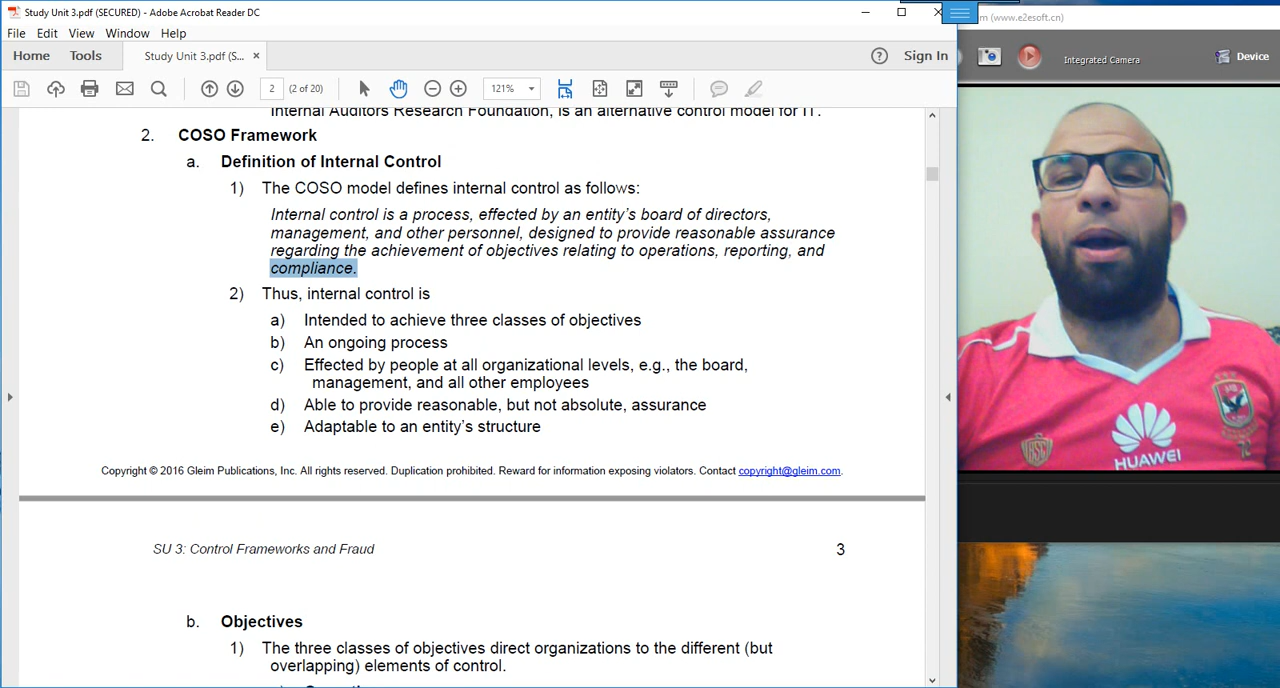 Study Unit 3.pdf (SECURED) - Adobe Acrobat Reader DC
m (www.e2esoft.cn)
File Edit View Window Help
Home Tools Study Unit 3.pdf (S... × Sign In
Integrated Camera Device
2 (2 of 20) 121%
Internal Auditors Research Foundation, is an alternative control model for IT.
2. COSO Framework
a. Definition of Internal Control
1) The COSO model defines internal control as follows:
Internal control is a process, effected by an entity's board of directors,
management, and other personnel, designed to provide reasonable assurance
regarding the achievement of objectives relating to operations, reporting, and
compliance.
2) Thus, internal control is
a) Intended to achieve three classes of objectives
b) An ongoing process
c) Effected by people at all organizational levels, e.g., the board,
management, and all other employees
d) Able to provide reasonable, but not absolute, assurance
e) Adaptable to an entity's structure
Copyright © 2016 Gleim Publications, Inc. All rights reserved. Duplication prohibited. Reward for information exposing violators. Contact copyright@gleim.com.
SU 3: Control Frameworks and Fraud 3
b. Objectives
1) The three classes of objectives direct organizations to the different (but
overlapping) elements of control.
HUAWEI